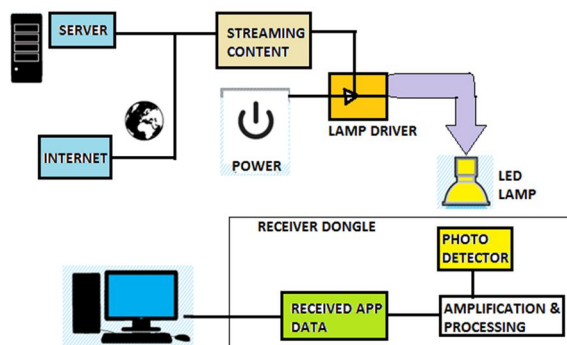 SERVER
STREAMING
CONTENT
INTERNET
POWER
LAMP DRIVER
LED
LAMP
RECEIVER DONGLE
PHOTO
DETECTOR
RECEIVED APP
DATA
AMPLIFICATION &
PROCESSING